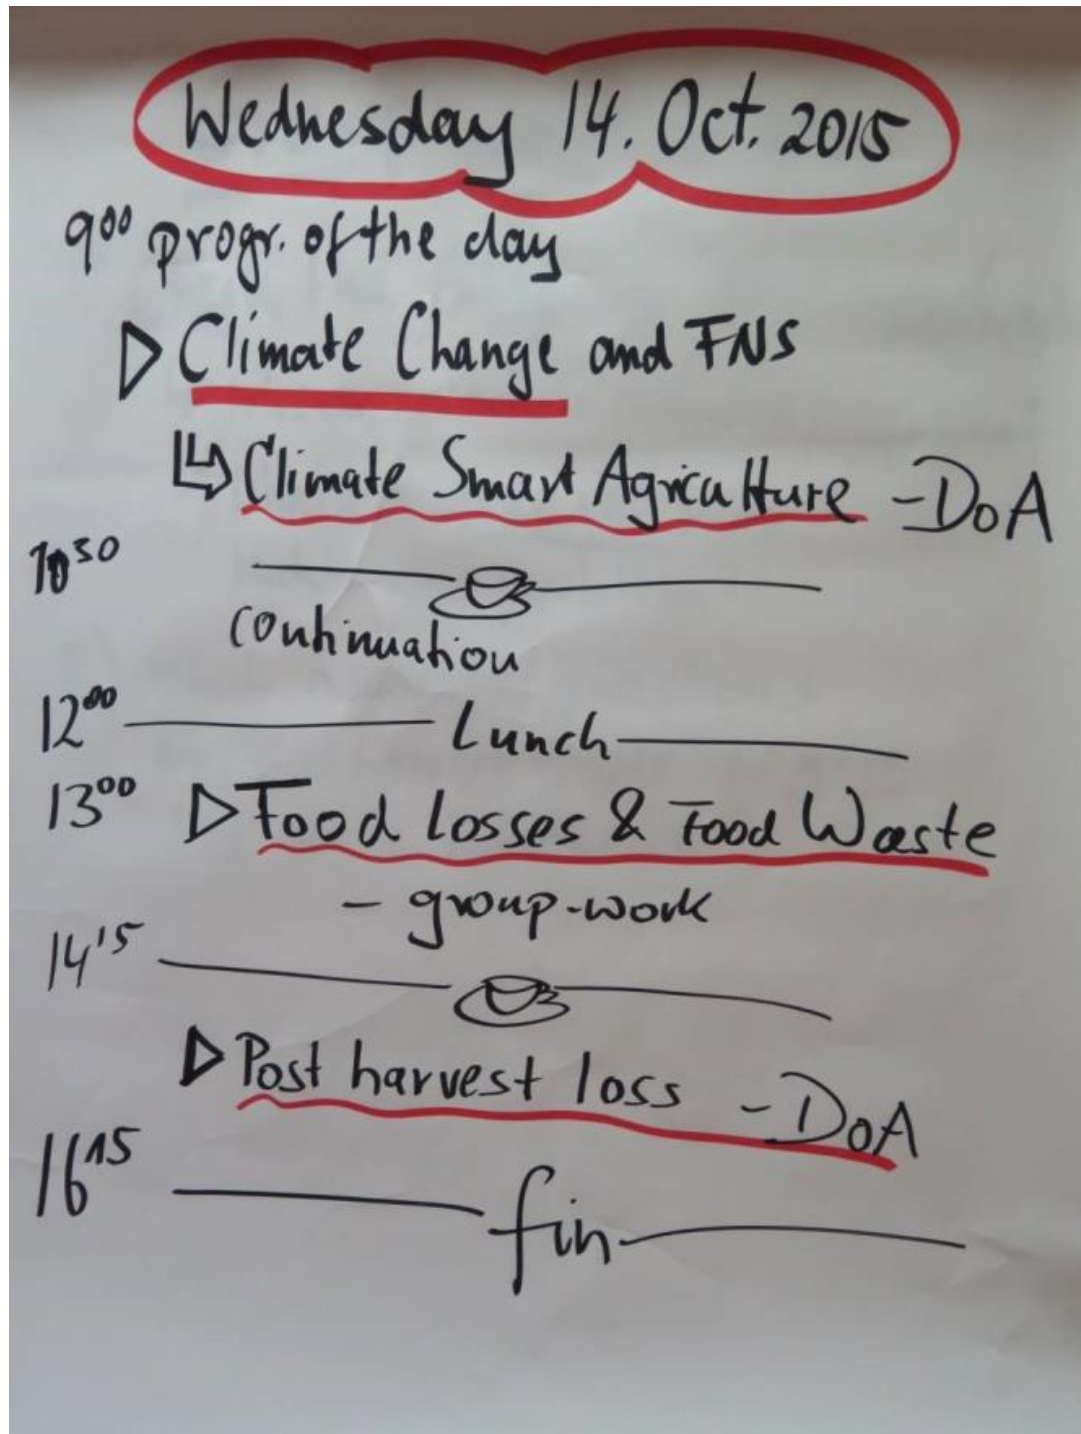 Wednesday 14. Oct. 2015
9⁰⁰ progr. of the day
Climate Change and FNS
Climate Smart Agriculture - DoA
10³⁰
continuation
12⁰⁰ Lunch
13⁰⁰ Food Losses & Food Waste
- group-work
14¹⁵
Post harvest loss - DoA
16¹⁵
fin